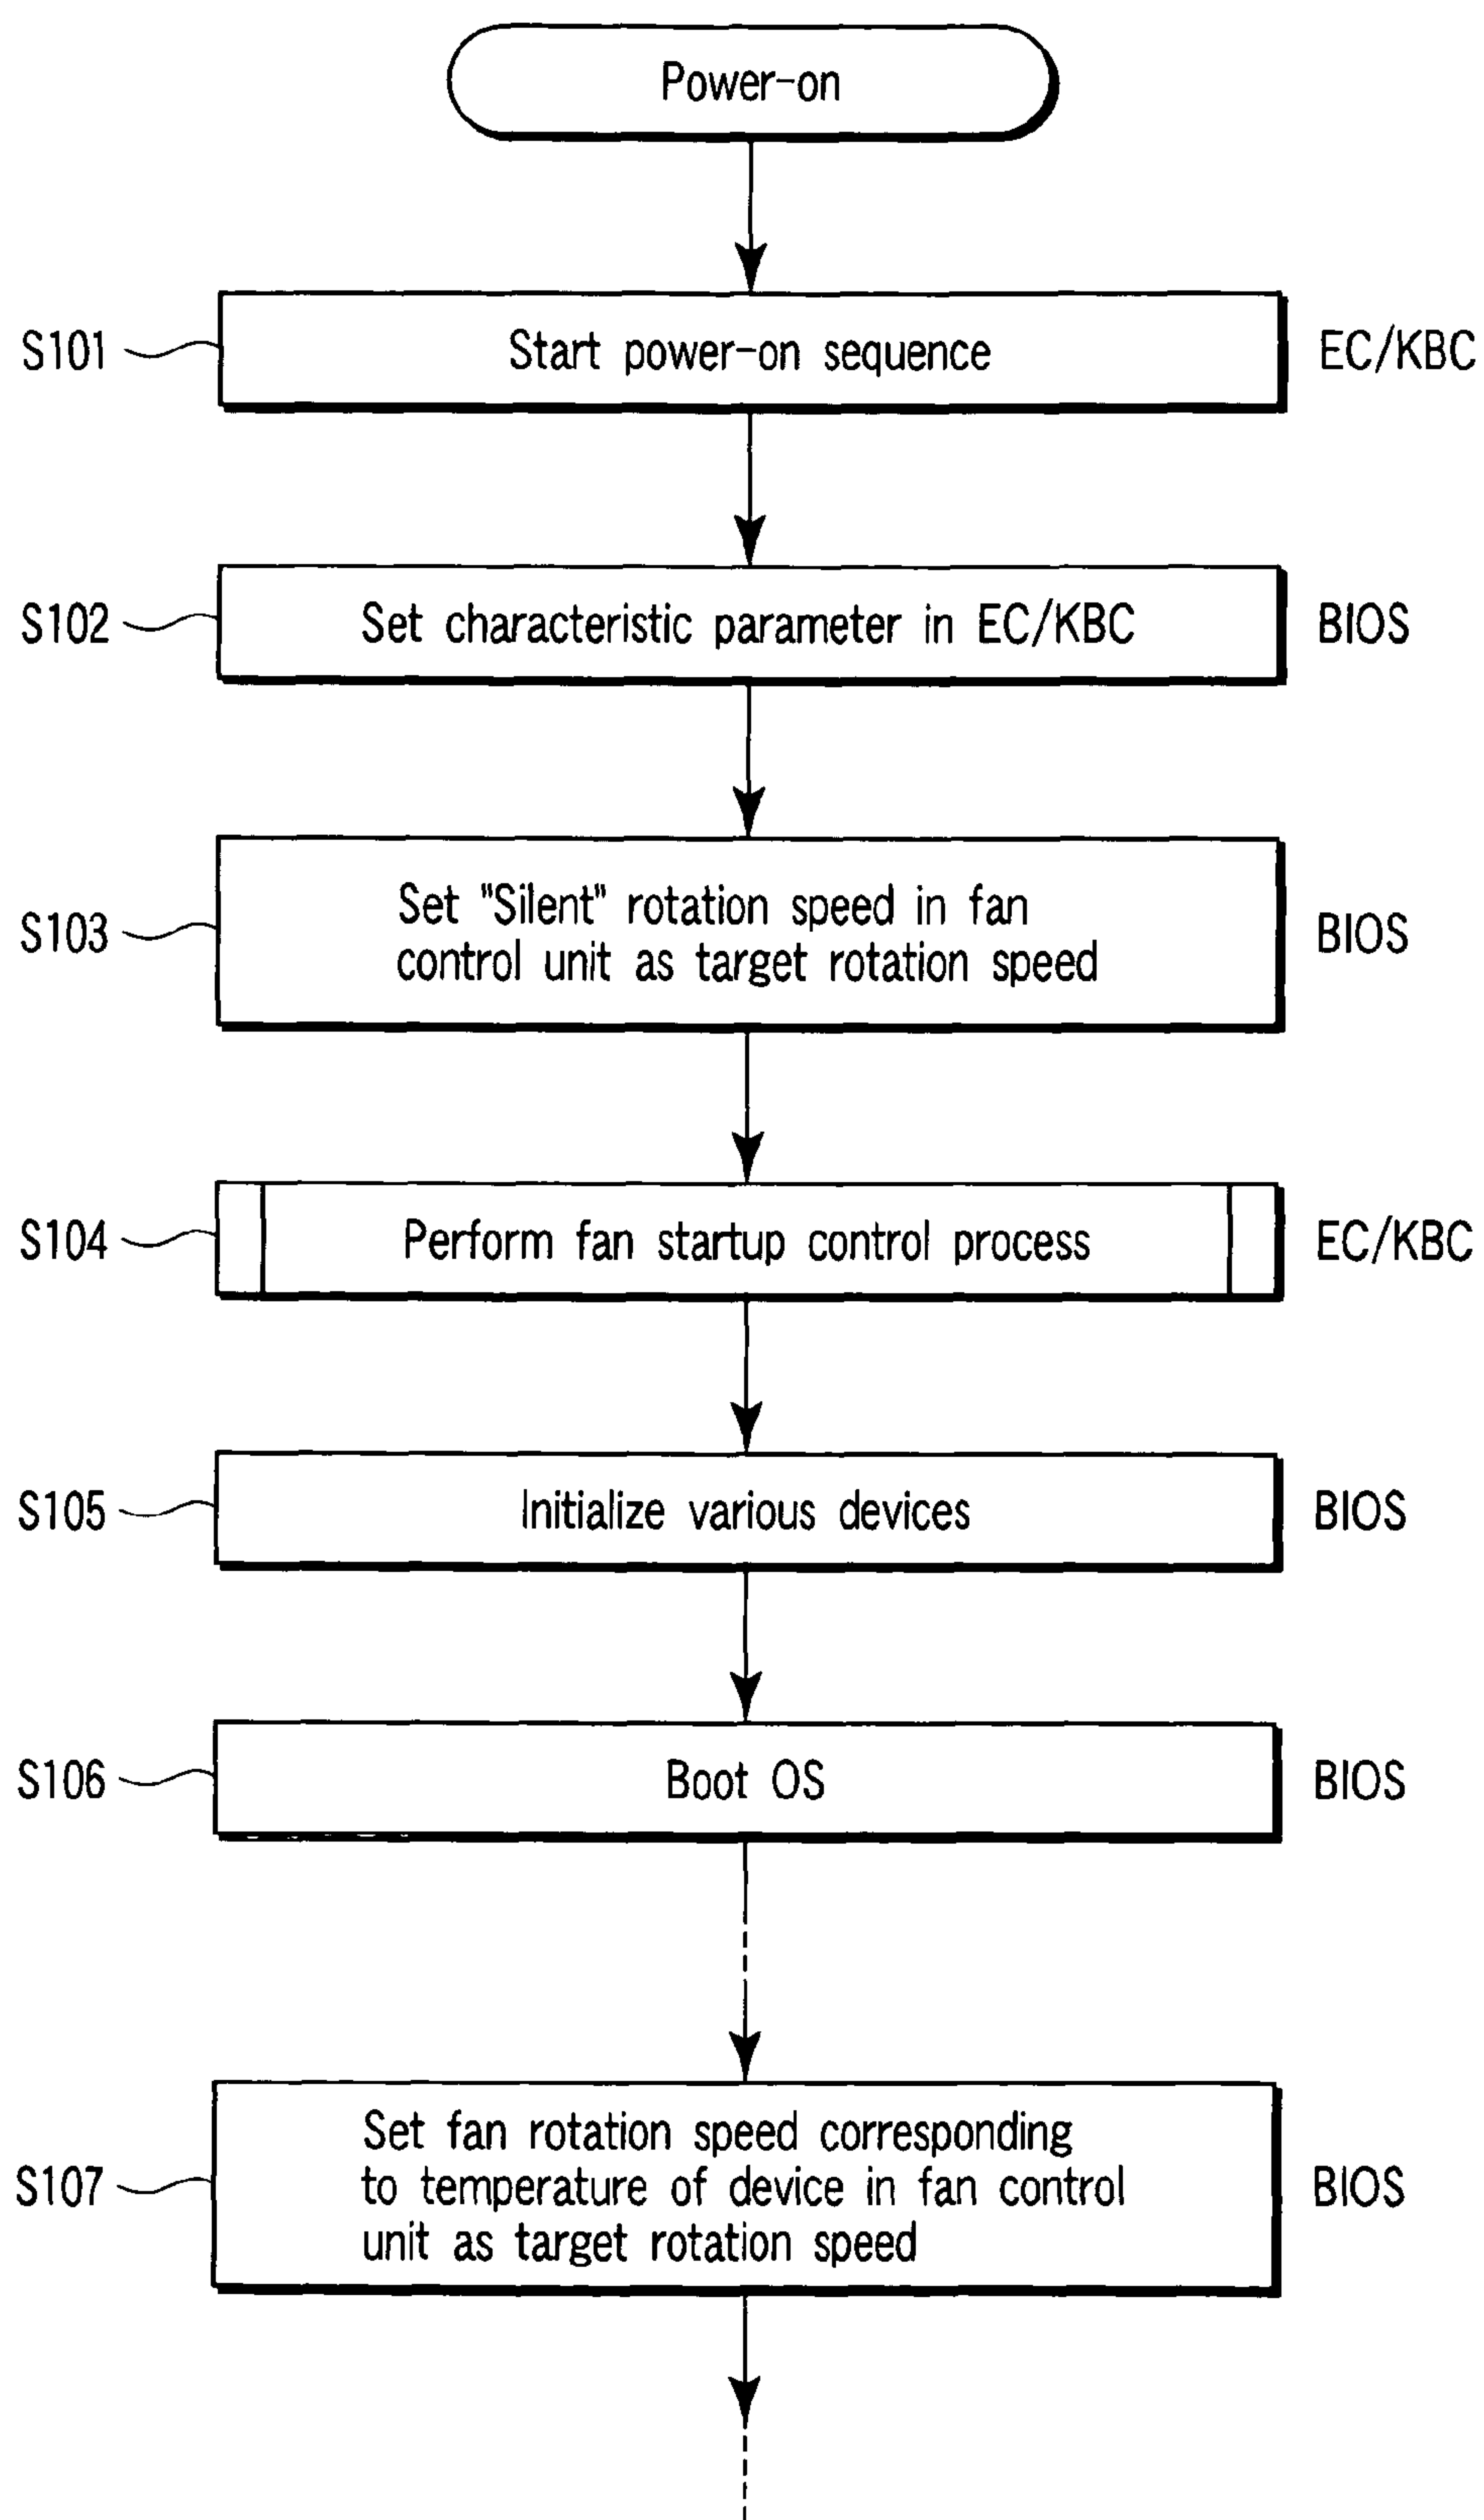 Power-on
S101
Start power-on sequence
EC/KBC
S102
Set characteristic parameter in EC/KBC
BIOS
S103
Set "Silent" rotation speed in fan
control unit as target rotation speed
BIOS
S104
Perform fan startup control process
EC/KBC
S105
Initialize various devices
BIOS
S106
Boot OS
BIOS
S107
Set fan rotation speed corresponding
to temperature of device in fan control
unit as target rotation speed
BIOS